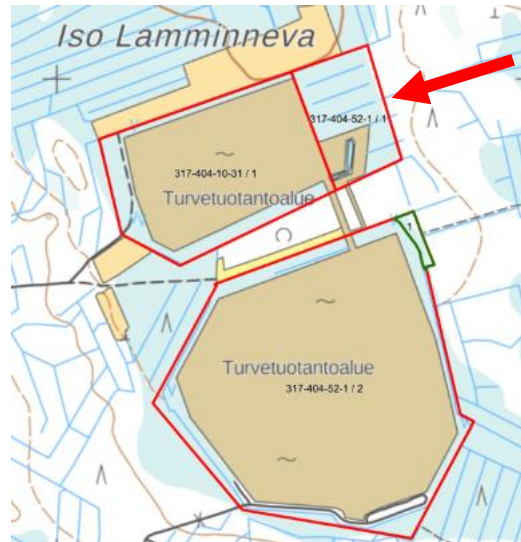 Iso Lamminneva
317-404-52-1 / 1
317-404-10-31 / 1
Turvetuotantoalue
1
Turvetuotantoalue
317-404-52-1 / 2